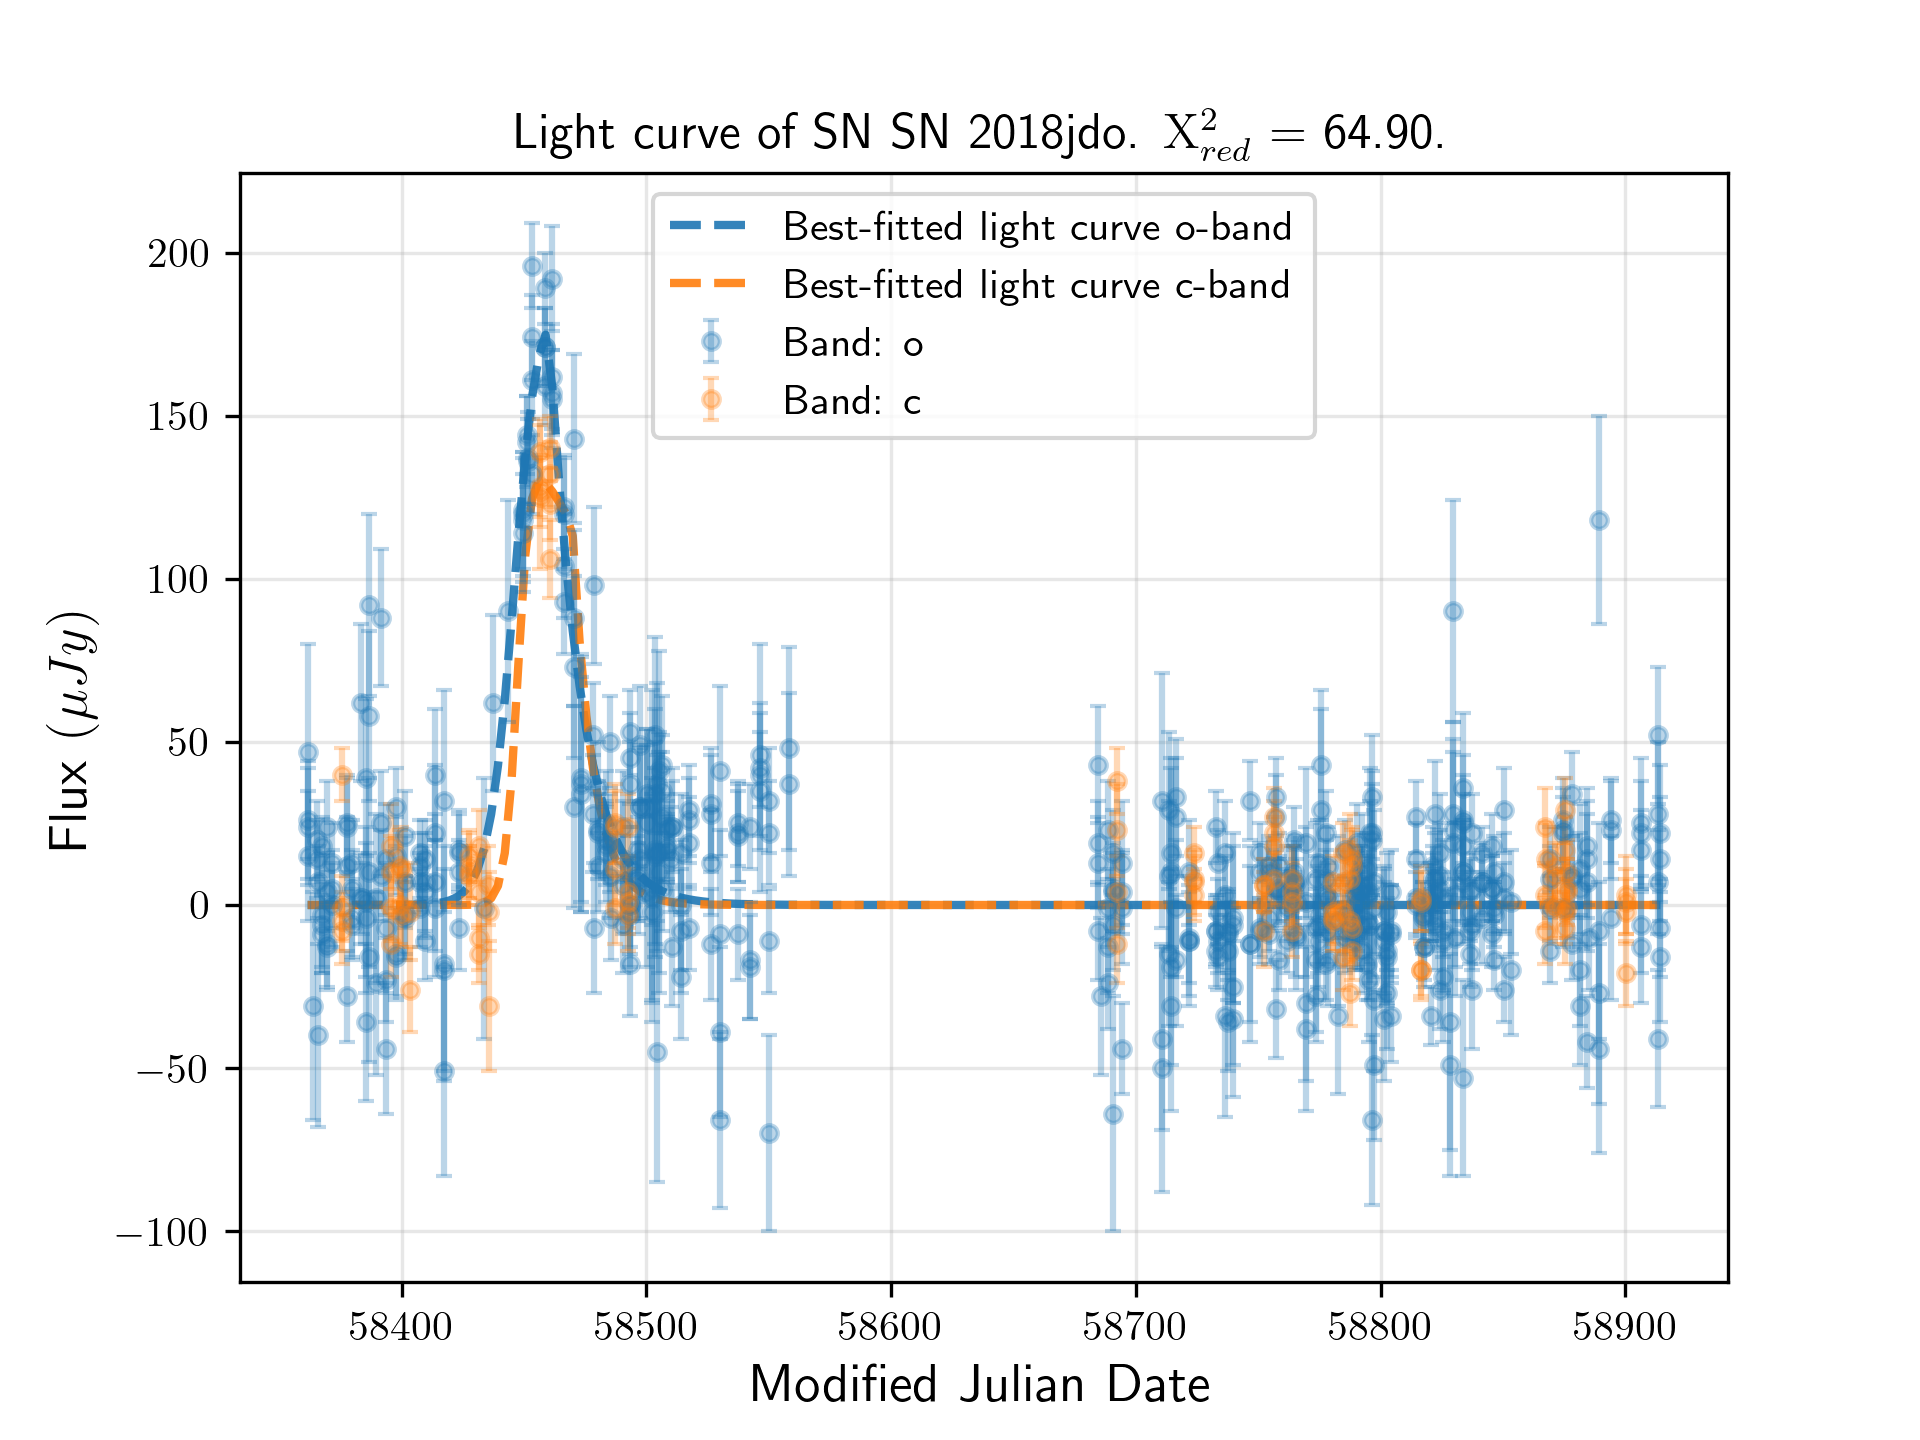 Light curve of SN SN 2018jdo. X²_red = 64.90.
Best-fitted light curve o-band
Best-fitted light curve c-band
Band: o
Band: c
200
150
100
50
0
−50
−100
Flux (μJy)
58400 58500 58600 58700 58800 58900
Modified Julian Date